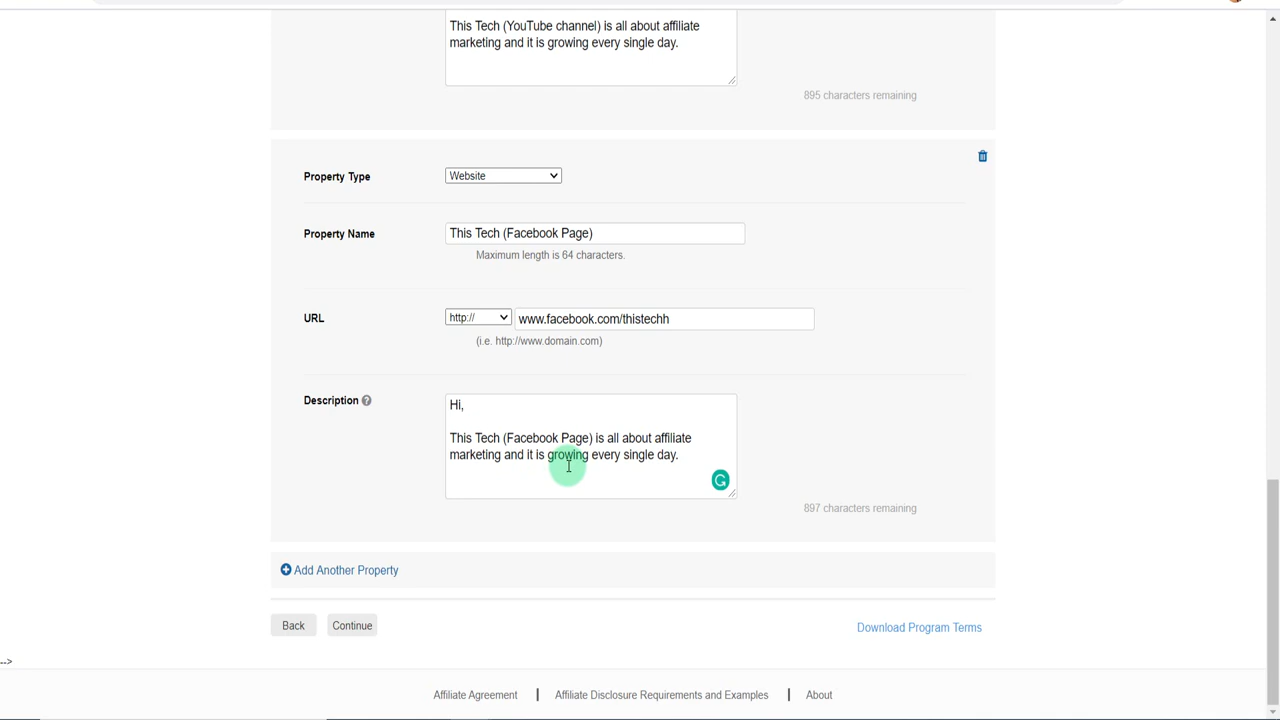 This Tech (YouTube channel) is all about affiliate
marketing and it is growing every single day.
895 characters remaining
Property Type
Website
Property Name
This Tech (Facebook Page)
Maximum length is 64 characters.
URL
http://
www.facebook.com/thistechh
(i.e. http://www.domain.com)
Description
Hi,
This Tech (Facebook Page) is all about affiliate
marketing and it is growing every single day.
897 characters remaining
Add Another Property
Back
Continue
Download Program Terms
-->
Affiliate Agreement | Affiliate Disclosure Requirements and Examples | About